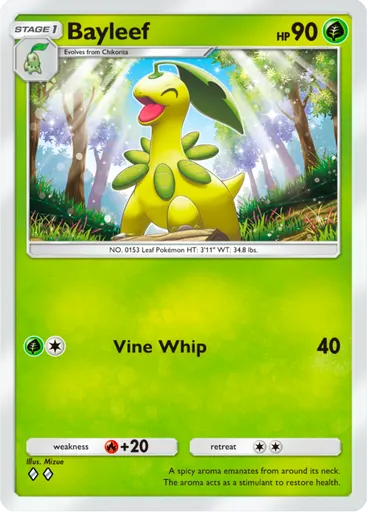 STAGE 1
Bayleef
HP 90
Evolves from Chikorita
NO. 0153 Leaf Pokémon HT: 3'11" WT: 34.8 lbs.
Vine Whip 40
weakness +20 retreat
Illus. Mizue
A spicy aroma emanates from around its neck.
The aroma acts as a stimulant to restore health.